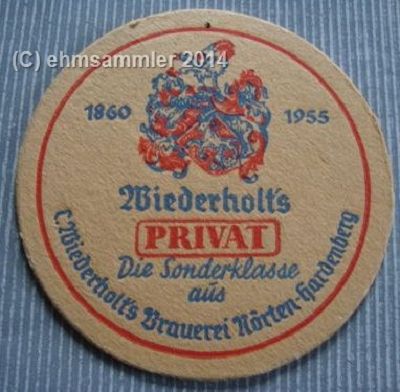 (C) ehmsammler 2014
1860 1955
Wiederholt's
PRIVAT
Die Sonderklasse
aus
C. Wiederholt's Brauerei Nörten-Hardenberg